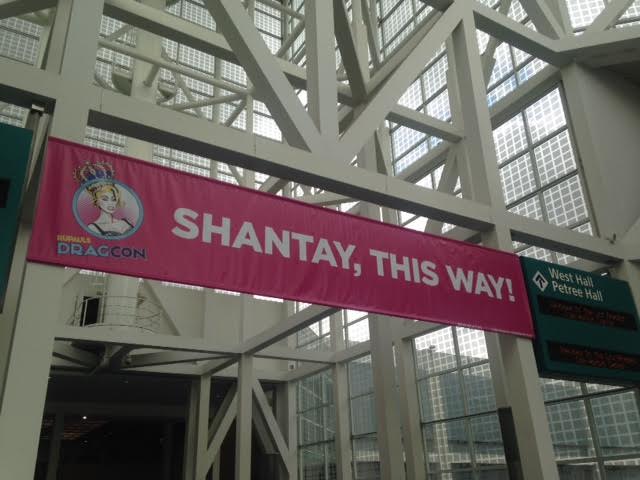 RUPAUL'S
DRAGCON
SHANTAY, THIS WAY!
West Hall
Petree Hall